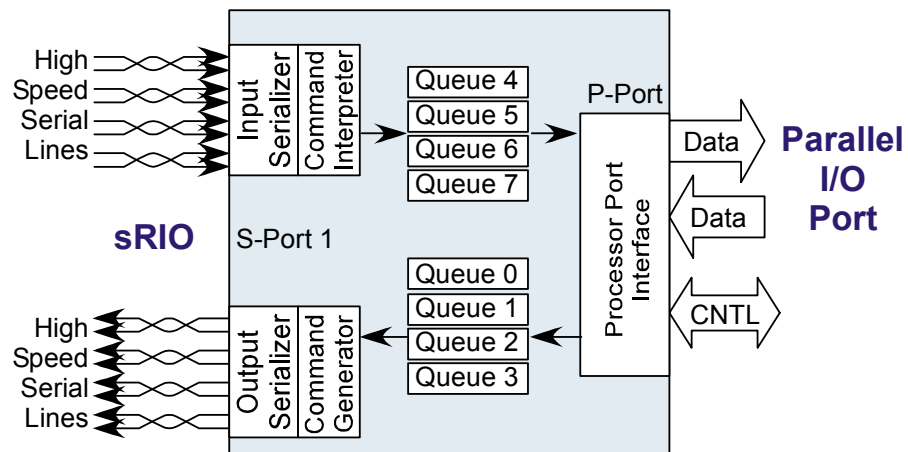 High
Speed
Serial
Lines
Input
Serializer
Command
Interpreter
Queue 4
Queue 5
Queue 6
Queue 7
P-Port
Processor Port
Interface
Data
Data
CNTL
Parallel
I/O
Port
sRIO
S-Port 1
High
Speed
Serial
Lines
Output
Serializer
Command
Generator
Queue 0
Queue 1
Queue 2
Queue 3